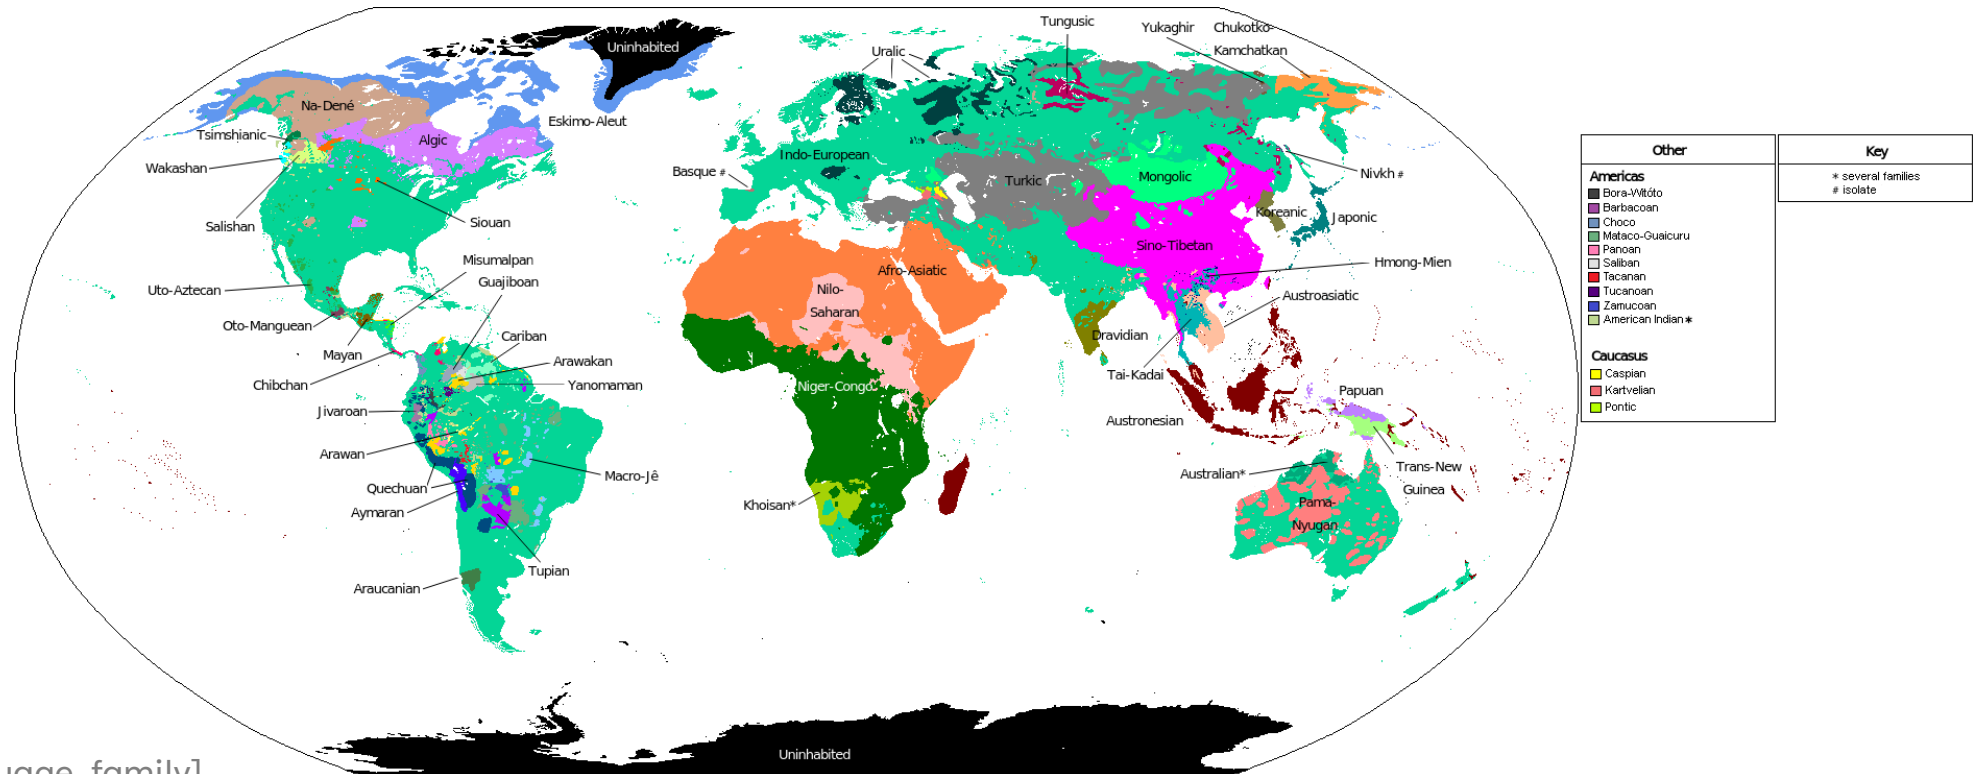 Uninhabited
Tungusic
Yukaghir
Chukotko-
Kamchatkan
Uralic
Na-Dené
Eskimo-Aleut
Tsimshianic
Algic
Wakashan
Indo-European
Basque #
Turkic
Mongolic
Nivkh #
Salishan
Siouan
Koreanic
Japonic
Sino-Tibetan
Misumalpan
Afro-Asiatic
Hmong-Mien
Uto-Aztecan
Guajiboan
Nilo-
Saharan
Austroasiatic
Oto-Manguean
Cariban
Dravidian
Mayan
Arawakan
Tai-Kadai
Chibchan
Yanomaman
Niger-Congo
Papuan
Jivaroan
Austronesian
Arawan
Macro-Jê
Australian*
Trans-New
Guinea
Quechuan
Khoisan*
Pama-
Nyugan
Aymaran
Tupian
Araucanian
Uninhabited
Other
Americas
Bora-Witóto
Barbacoan
Choco
Mataco-Guaicuru
Panoan
Saliban
Tacanan
Tucanoan
Zamucoan
American Indian*
Caucasus
Caspian
Kartvelian
Pontic
Key
* several families
# isolate
family]